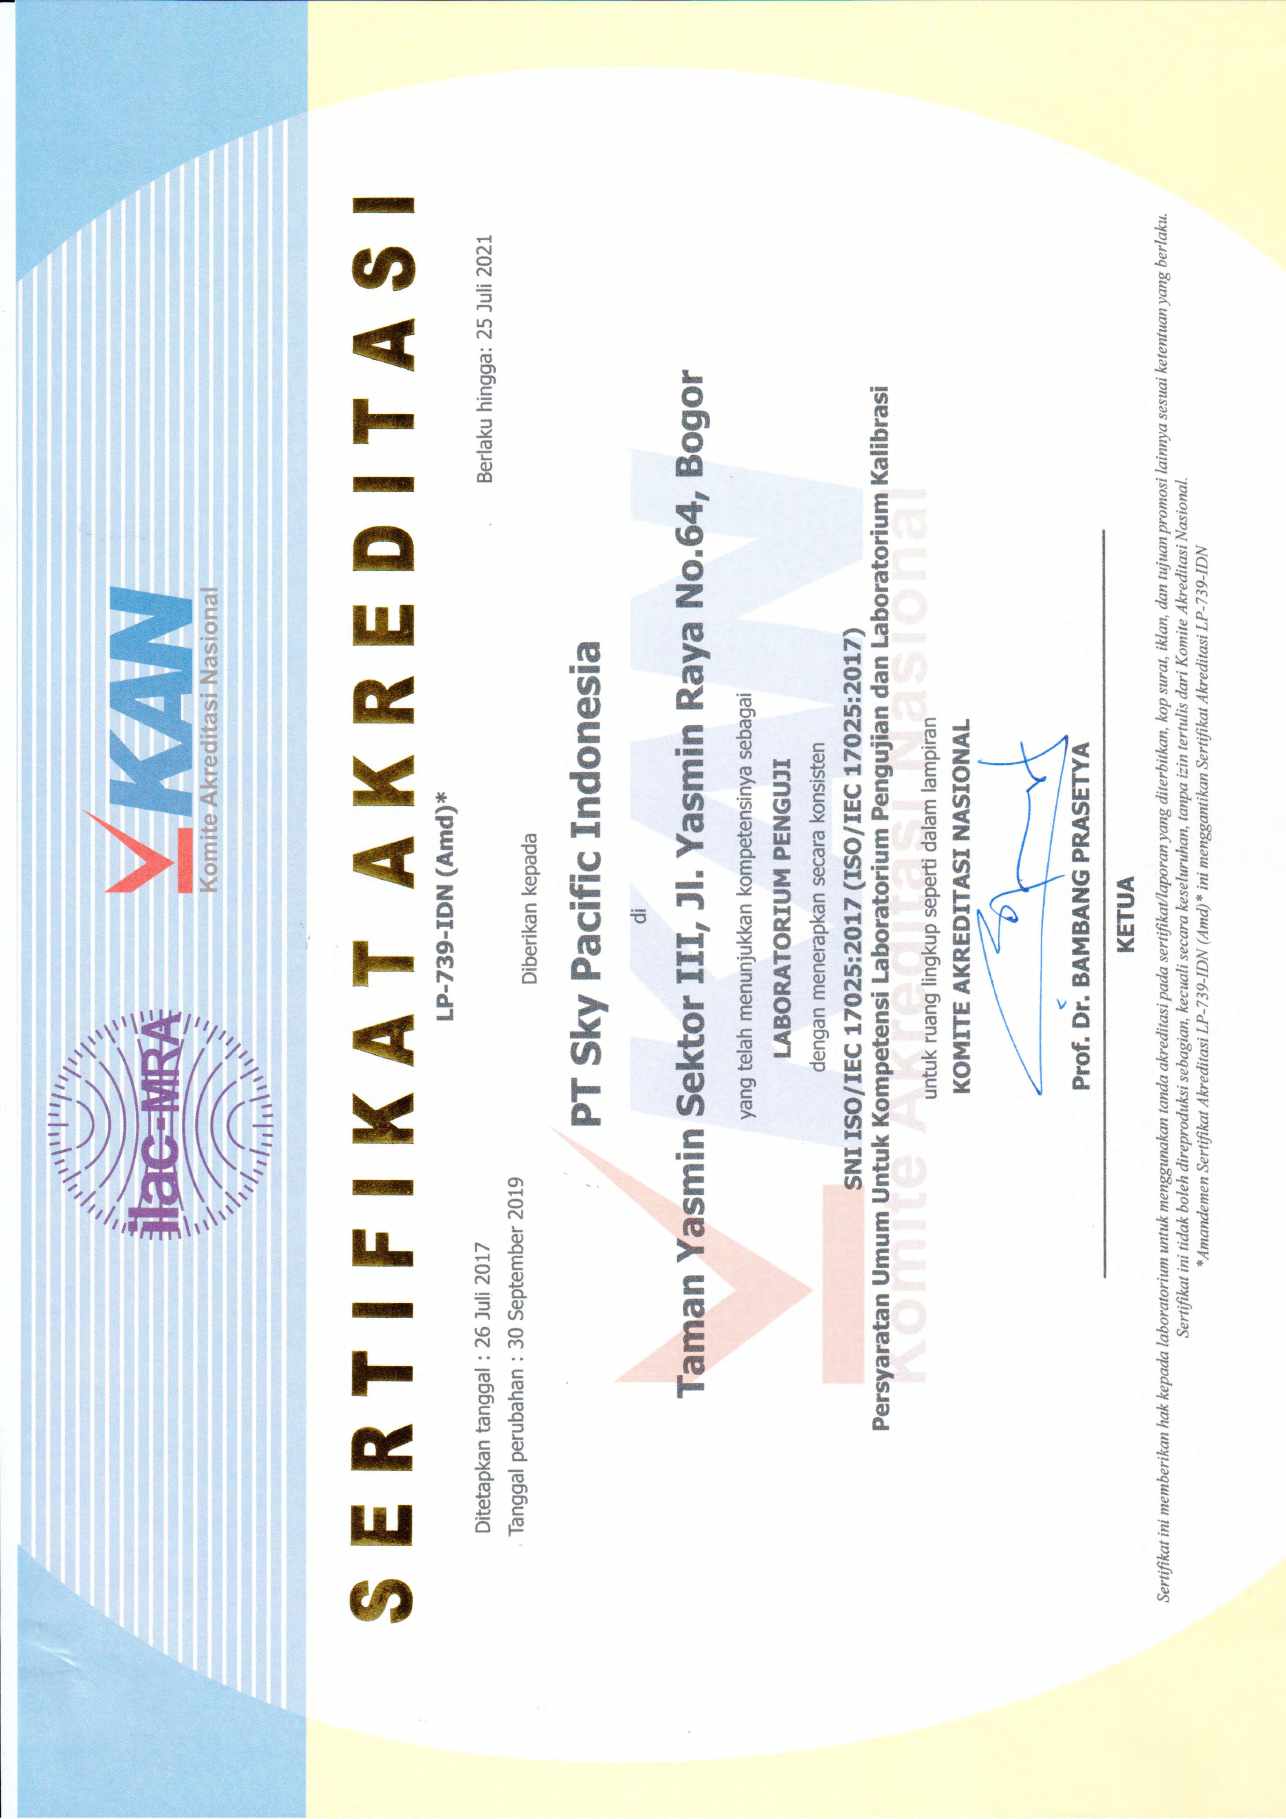 ilac-MRA
KAN
Komite Akreditasi Nasional
SERTIFIKAT AKREDITASI
LP-739-IDN (Amd)*
Ditetapkan tanggal : 26 Juli 2017
Berlaku hingga: 25 Juli 2021
Tanggal perubahan : 30 September 2019
Diberikan kepada
PT Sky Pacific Indonesia
di
Taman Yasmin Sektor III, Jl. Yasmin Raya No.64, Bogor
yang telah menunjukkan kompetensinya sebagai
LABORATORIUM PENGUJI
dengan menerapkan secara konsisten
SNI ISO/IEC 17025:2017 (ISO/IEC 17025:2017)
Persyaratan Umum Untuk Kompetensi Laboratorium Pengujian dan Laboratorium Kalibrasi
KAN
Komite Akreditasi Nasional
untuk ruang lingkup seperti dalam lampiran
KOMITE AKREDITASI NASIONAL
Prof. Dr. BAMBANG PRASETYA
KETUA
Sertifikat ini memberikan hak kepada laboratorium untuk menggunakan tanda akreditasi pada sertifikat/laporan yang diterbitkan, kop surat, iklan, dan tujuan promosi lainnya sesuai ketentuan yang berlaku.
Sertifikat ini tidak boleh direproduksi sebagian, kecuali secara keseluruhan, tanpa izin tertulis dari Komite Akreditasi Nasional.
*Amandemen Sertifikat Akreditasi LP-739-IDN (Amd)* ini menggantikan Sertifikat Akreditasi LP-739-IDN